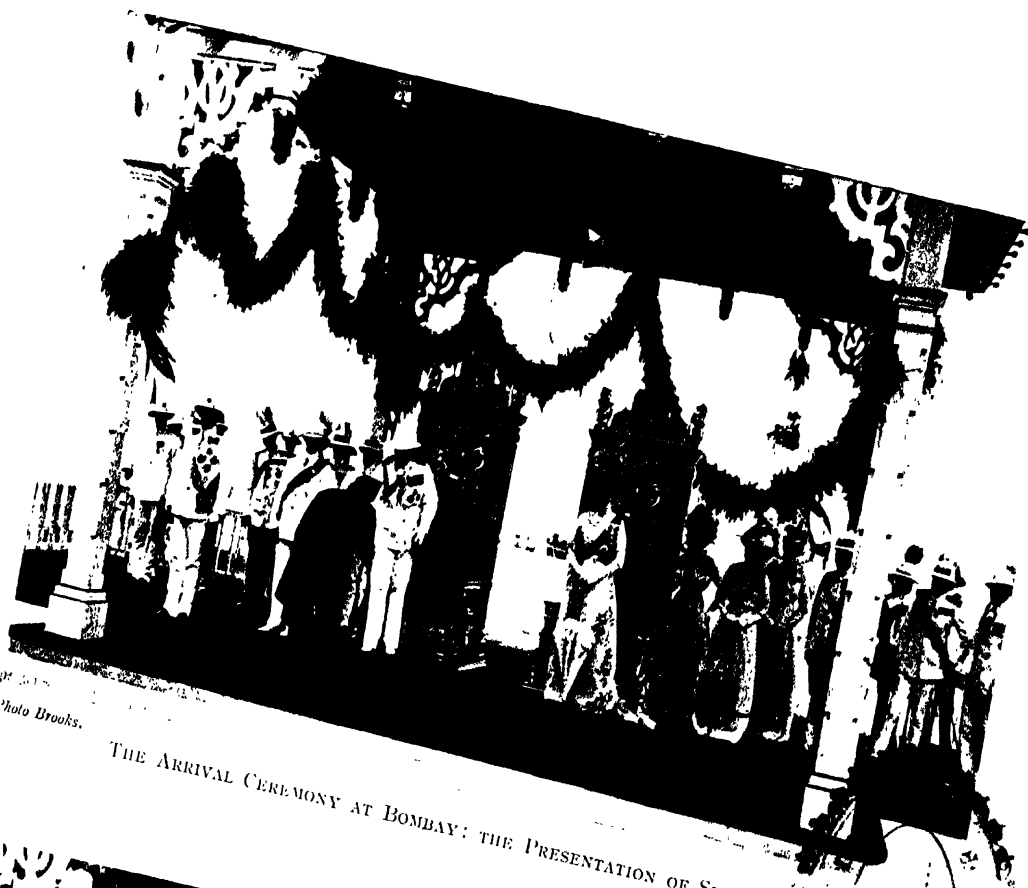 Photo Brooks.
THE ARRIVAL CEREMONY AT BOMBAY: THE PRESENTATION OF